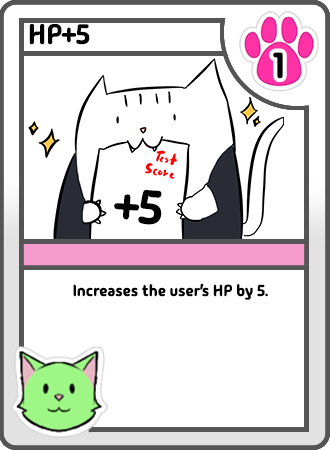 HP+5
1
Test
Score
+5
Increases the user's HP by 5.